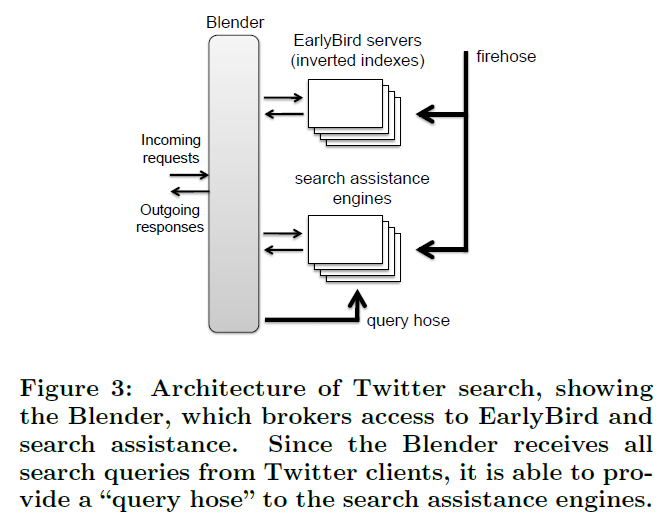 Blender
EarlyBird servers
(inverted indexes)
firehose
Incoming
requests
Outgoing
responses
search assistance
engines
query hose
Figure 3: Architecture of Twitter search, showing
the Blender, which brokers access to EarlyBird and
search assistance. Since the Blender receives all
search queries from Twitter clients, it is able to pro-
vide a “query hose” to the search assistance engines.